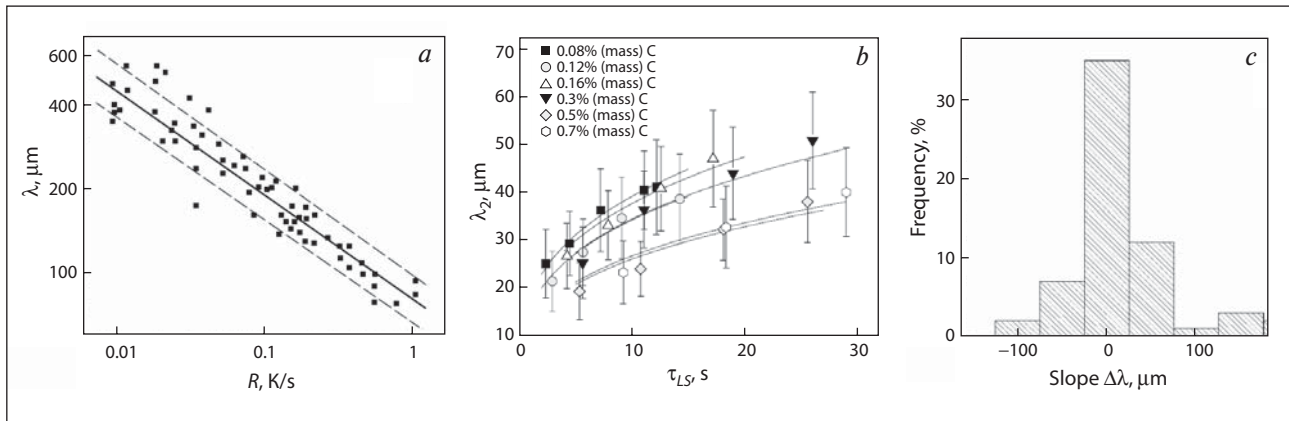 a
600
400
200
100
λ, μm
0.01
0.1
1
R, K/s
b
70
60
50
40
30
20
10
λ₂, μm
0.08% (mass) C
0.12% (mass) C
0.16% (mass) C
0.3% (mass) C
0.5% (mass) C
0.7% (mass) C
0
10
20
30
τLS, s
c
30
20
10
0
Frequency, %
−100
0
100
Slope Δλ, μm